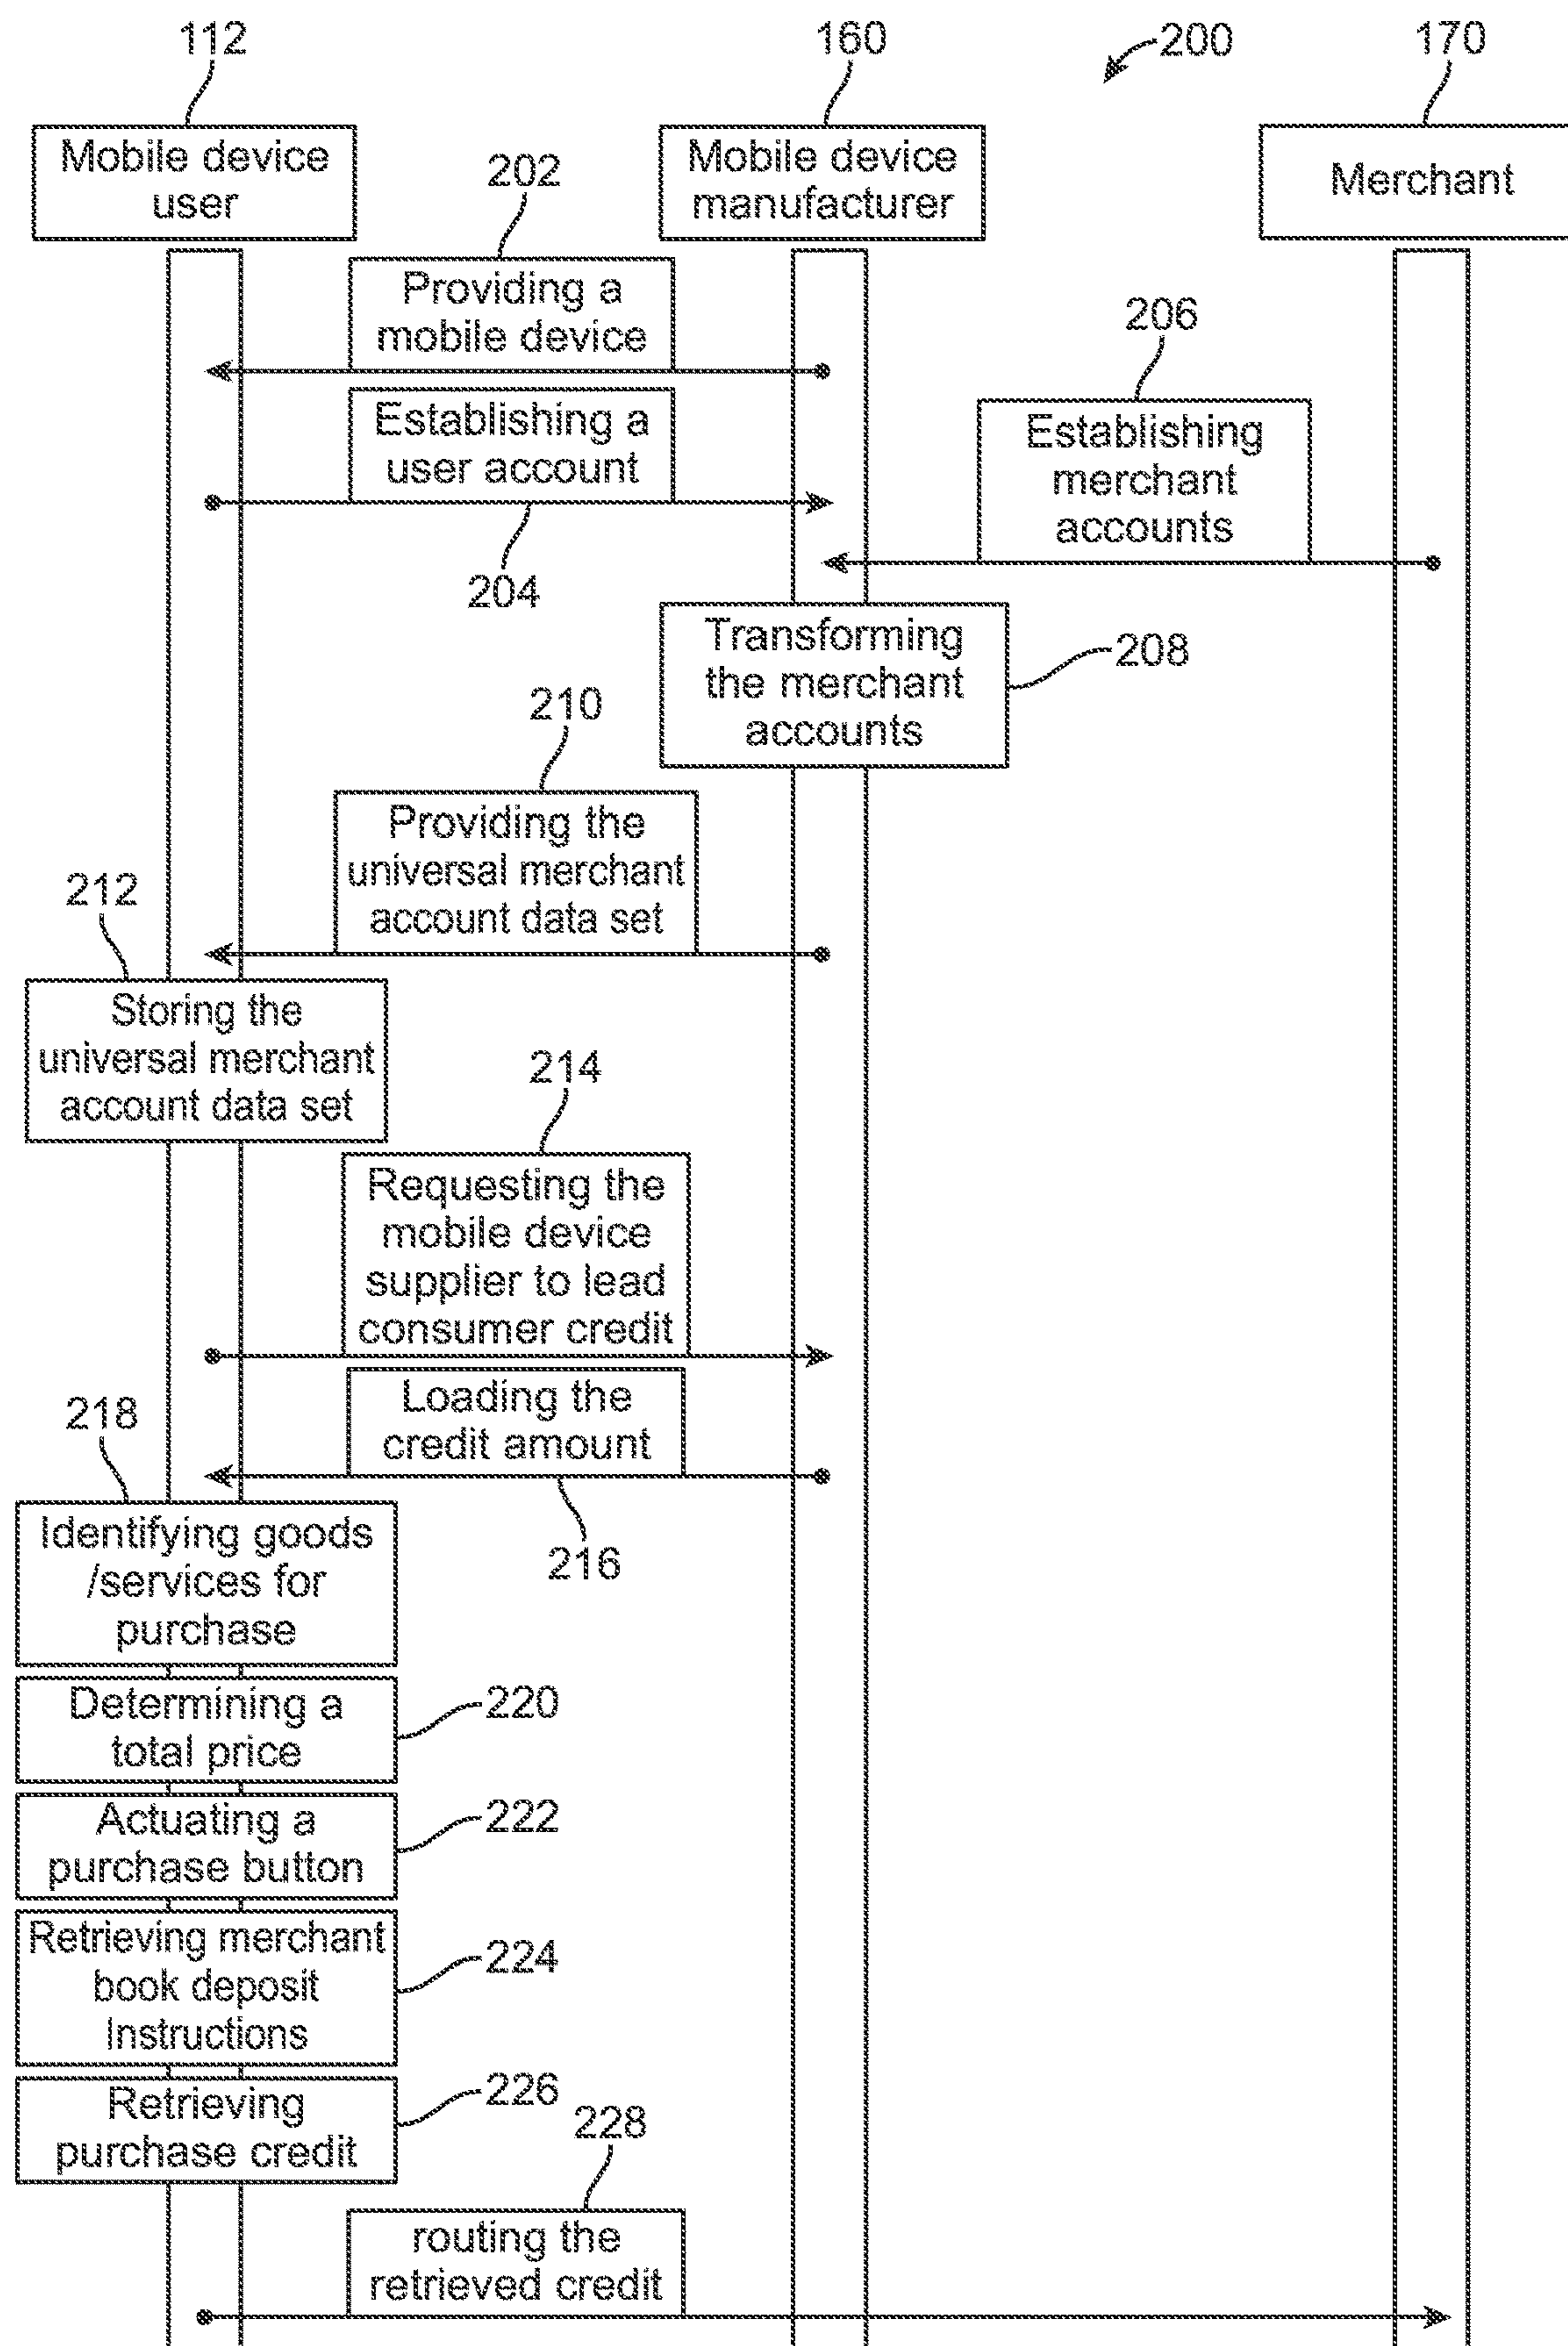 112
160
200
170
Mobile device
user
Mobile device
manufacturer
Merchant
202
Providing a
mobile device
206
Establishing a
user account
Establishing
merchant
accounts
204
Transforming
the merchant
accounts
208
210
Providing the
universal merchant
account data set
212
Storing the
universal merchant
account data set
214
Requesting the
mobile device
supplier to lead
consumer credit
218
Loading the
credit amount
216
Identifying goods
/services for
purchase
Determining a
total price
220
Actuating a
purchase button
222
Retrieving merchant
book deposit
Instructions
224
Retrieving
purchase credit
226
228
routing the
retrieved credit